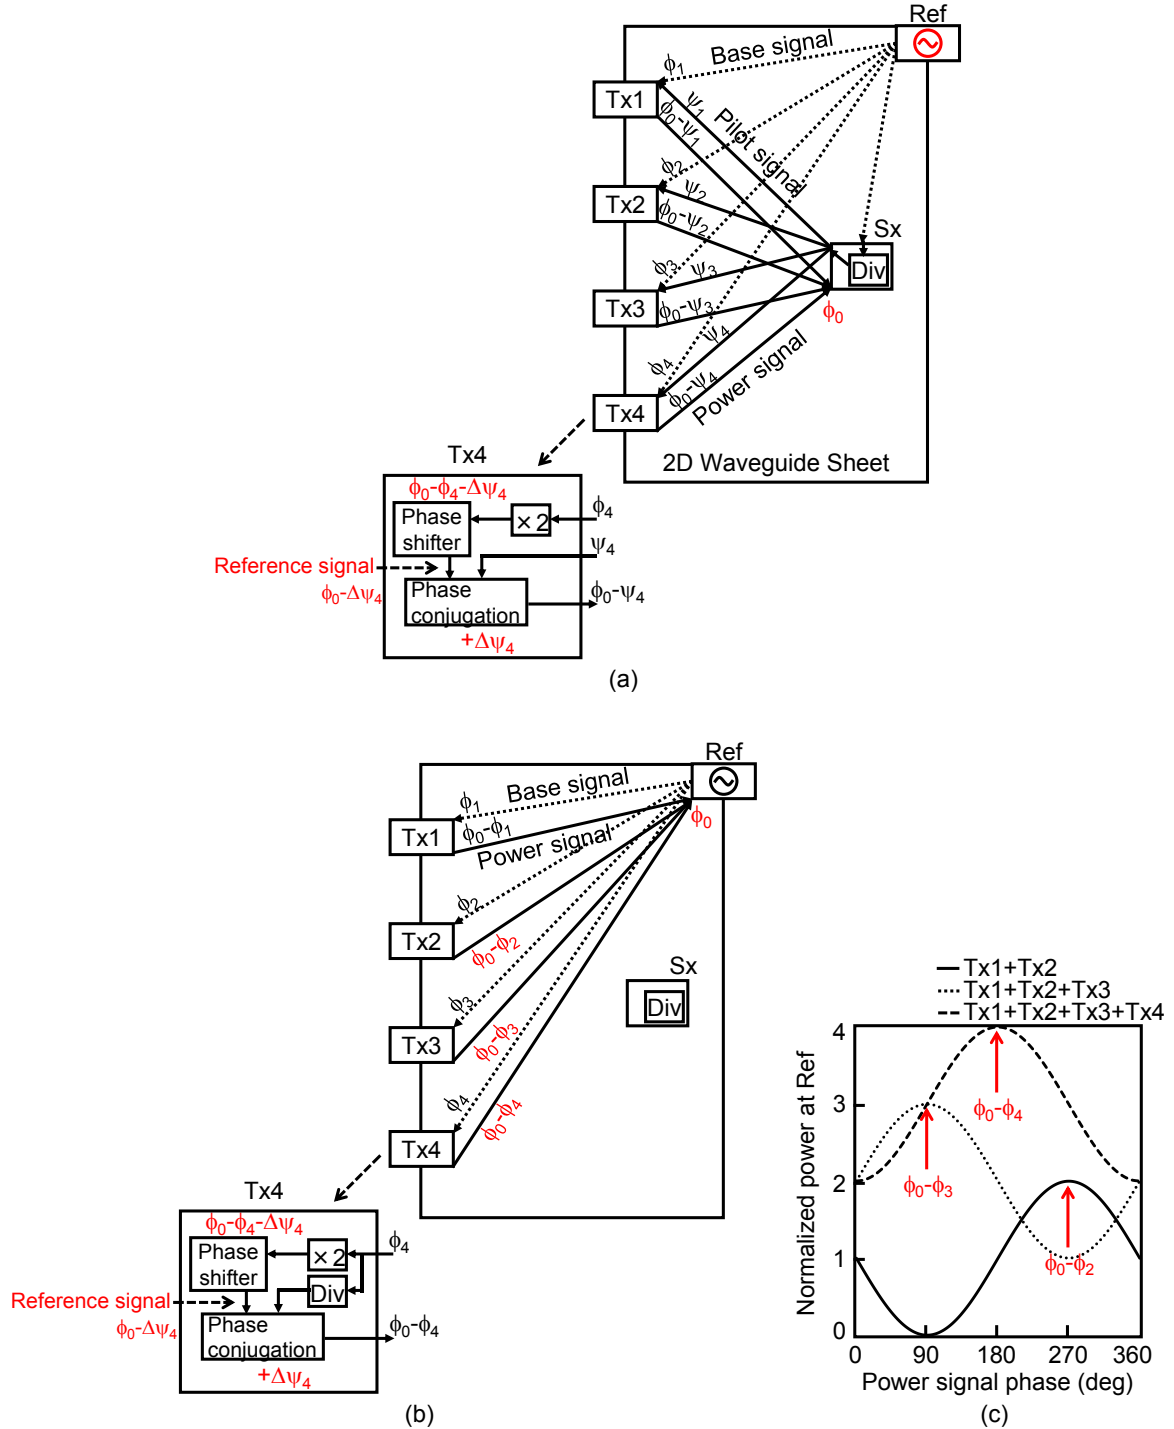 Ref
Base signal
ϕ1
Tx1
ψ1
ϕ0-ψ1
Pilot signal
ϕ2
Tx2
ψ2
ϕ0-ψ2
Sx
Div
ϕ3
ψ3
Tx3
ϕ0-ψ3
ϕ0
ψ4
ϕ4
Tx4
ϕ0-ψ4
Power signal
2D Waveguide Sheet
Tx4
ϕ0-ϕ4-Δψ4
Phase shifter
×2
ϕ4
ψ4
Reference signal
ϕ0-Δψ4
Phase conjugation
ϕ0-ψ4
+Δψ4
(a)
Ref
Base signal
ϕ1
ϕ0
Tx1
ϕ0-ϕ1
Power signal
ϕ2
Tx2
ϕ0-ϕ2
Sx
Div
ϕ3
Tx3
ϕ0-ϕ3
ϕ4
Tx4
ϕ0-ϕ4
Tx4
ϕ0-ϕ4-Δψ4
Phase shifter
×2
ϕ4
Div
Reference signal
ϕ0-Δψ4
Phase conjugation
ϕ0-ϕ4
+Δψ4
(b)
Tx1+Tx2
Tx1+Tx2+Tx3
Tx1+Tx2+Tx3+Tx4
Normalized power at Ref
4
3
2
1
0
ϕ0-ϕ4
ϕ0-ϕ3
ϕ0-ϕ2
0 90 180 270 360
Power signal phase (deg)
(c)